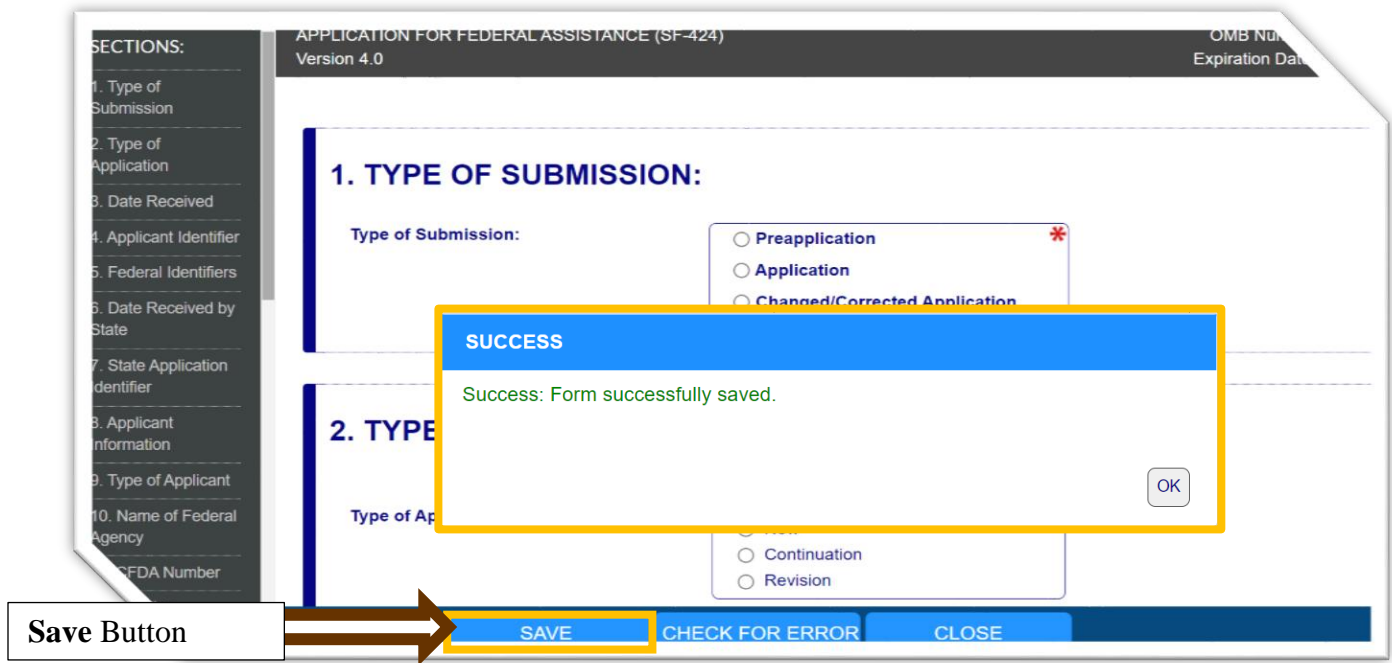 SECTIONS:
1. Type of
Submission
2. Type of
Application
3. Date Received
4. Applicant Identifier
5. Federal Identifiers
6. Date Received by
State
7. State Application
Identifier
8. Applicant
Information
9. Type of Applicant
10. Name of Federal
Agency
CFDA Number
APPLICATION FOR FEDERAL ASSISTANCE (SF-424)
Version 4.0
OMB
Expiration Date
1. TYPE OF SUBMISSION:
Type of Submission:
Preapplication *
Application
Changed/Corrected Application
SUCCESS
Success: Form successfully saved.
OK
2. TYPE
Type of
New
Continuation
Revision
SAVE CHECK FOR ERROR CLOSE
Save Button